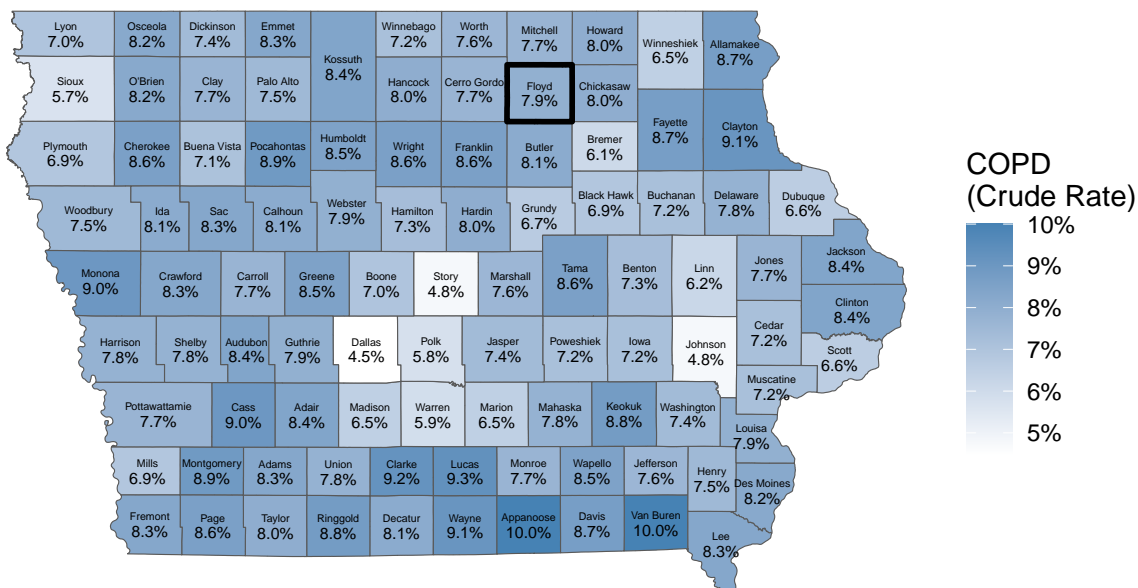 Lyon
7.0%
Osceola
8.2%
Dickinson
7.4%
Emmet
8.3%
Kossuth
8.4%
Winnebago
7.2%
Worth
7.6%
Mitchell
7.7%
Howard
8.0%
Winneshiek
6.5%
Allamakee
8.7%
Sioux
5.7%
O'Brien
8.2%
Clay
7.7%
Palo Alto
7.5%
Hancock
8.0%
Cerro Gordo
7.7%
Floyd
7.9%
Chickasaw
8.0%
Fayette
8.7%
Clayton
9.1%
Plymouth
6.9%
Cherokee
8.6%
Buena Vista
7.1%
Pocahontas
8.9%
Humboldt
8.5%
Wright
8.6%
Franklin
8.6%
Butler
8.1%
Bremer
6.1%
Woodbury
7.5%
Ida
8.1%
Sac
8.3%
Calhoun
8.1%
Webster
7.9%
Hamilton
7.3%
Hardin
8.0%
Grundy
6.7%
Black Hawk
6.9%
Buchanan
7.2%
Delaware
7.8%
Dubuque
6.6%
Monona
9.0%
Crawford
8.3%
Carroll
7.7%
Greene
8.5%
Boone
7.0%
Story
4.8%
Marshall
7.6%
Tama
8.6%
Benton
7.3%
Linn
6.2%
Jones
7.7%
Jackson
8.4%
Clinton
8.4%
Harrison
7.8%
Shelby
7.8%
Audubon
8.4%
Guthrie
7.9%
Dallas
4.5%
Polk
5.8%
Jasper
7.4%
Poweshiek
7.2%
Iowa
7.2%
Johnson
4.8%
Cedar
7.2%
Scott
6.6%
Muscatine
7.2%
Pottawattamie
7.7%
Cass
9.0%
Adair
8.4%
Madison
6.5%
Warren
5.9%
Marion
6.5%
Mahaska
7.8%
Keokuk
8.8%
Washington
7.4%
Louisa
7.9%
Mills
6.9%
Montgomery
8.9%
Adams
8.3%
Union
7.8%
Clarke
9.2%
Lucas
9.3%
Monroe
7.7%
Wapello
8.5%
Jefferson
7.6%
Henry
7.5%
Des Moines
8.2%
Fremont
8.3%
Page
8.6%
Taylor
8.0%
Ringgold
8.8%
Decatur
8.1%
Wayne
9.1%
Appanoose
10.0%
Davis
8.7%
Van Buren
10.0%
Lee
8.3%
COPD
(Crude Rate)
10%
9%
8%
7%
6%
5%